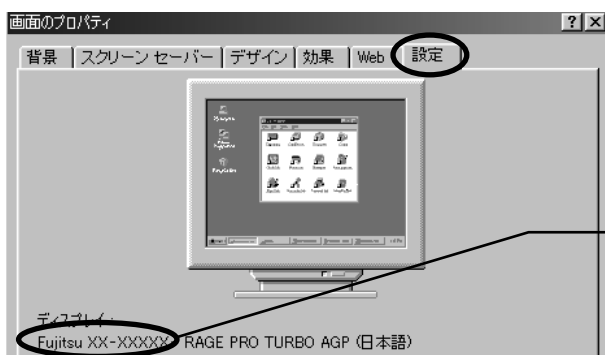 画面のプロパティ
背景 スクリーン セーバー デザイン 効果 Web 設定
ディスプレイ:
Fujitsu XX-XXXXX RAGE PRO TURBO AGP (日本語)